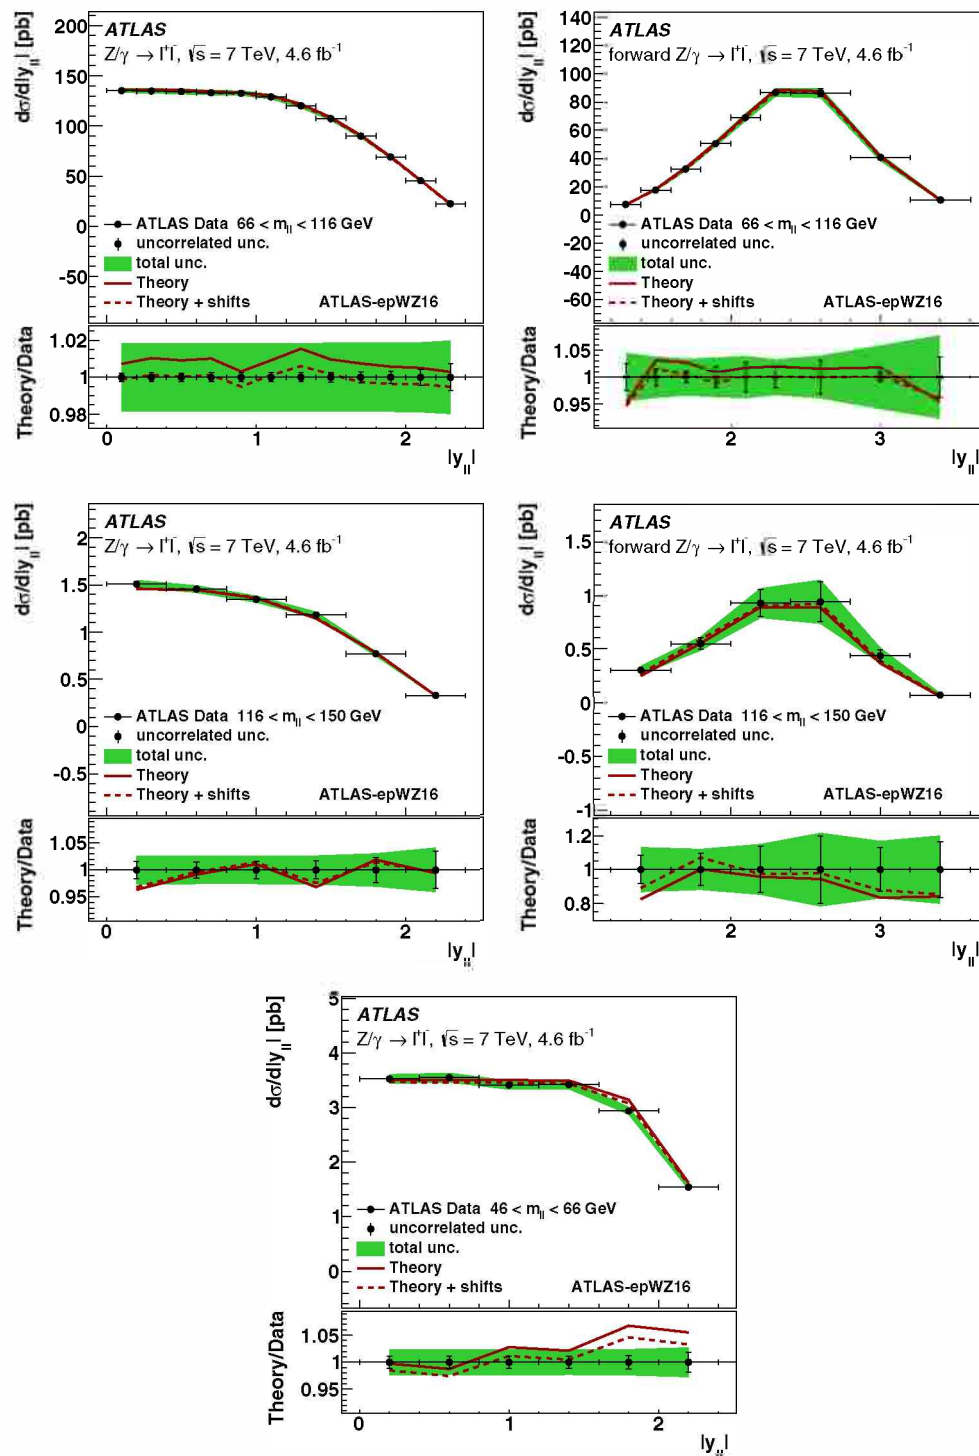 ATLAS
Z/γ → l⁺l⁻, √s = 7 TeV, 4.6 fb⁻¹
dσ/d|y_ll| [pb]
200
150
100
50
0
-50
ATLAS Data 66 < m_ll < 116 GeV
uncorrelated unc.
total unc.
Theory
Theory + shifts ATLAS-epWZ16
Theory/Data
1.02
1
0.98
0 1 2
|y_ll|
ATLAS
forward Z/γ → l⁺l⁻, √s = 7 TeV, 4.6 fb⁻¹
dσ/d|y_ll| [pb]
140
120
100
80
60
40
20
0
-20
-40
-60
ATLAS Data 66 < m_ll < 116 GeV
uncorrelated unc.
total unc.
Theory
Theory + shifts ATLAS-epWZ16
Theory/Data
1.05
1
0.95
2 3
|y_ll|
ATLAS
Z/γ → l⁺l⁻, √s = 7 TeV, 4.6 fb⁻¹
dσ/d|y_ll| [pb]
2
1.5
1
0.5
0
-0.5
ATLAS Data 116 < m_ll < 150 GeV
uncorrelated unc.
total unc.
Theory
Theory + shifts ATLAS-epWZ16
Theory/Data
1.05
1
0.95
0 1 2
|y_ll|
ATLAS
forward Z/γ → l⁺l⁻, √s = 7 TeV, 4.6 fb⁻¹
dσ/d|y_ll| [pb]
1.5
1
0.5
0
-0.5
-1
ATLAS Data 116 < m_ll < 150 GeV
uncorrelated unc.
total unc.
Theory
Theory + shifts ATLAS-epWZ16
Theory/Data
1.2
1
0.8
2 3
|y_ll|
ATLAS
Z/γ → l⁺l⁻, √s = 7 TeV, 4.6 fb⁻¹
dσ/d|y_ll| [pb]
5
4
3
2
1
0
ATLAS Data 46 < m_ll < 66 GeV
uncorrelated unc.
total unc.
Theory
Theory + shifts ATLAS-epWZ16
Theory/Data
1.05
1
0.95
0 1 2
|y_ll|